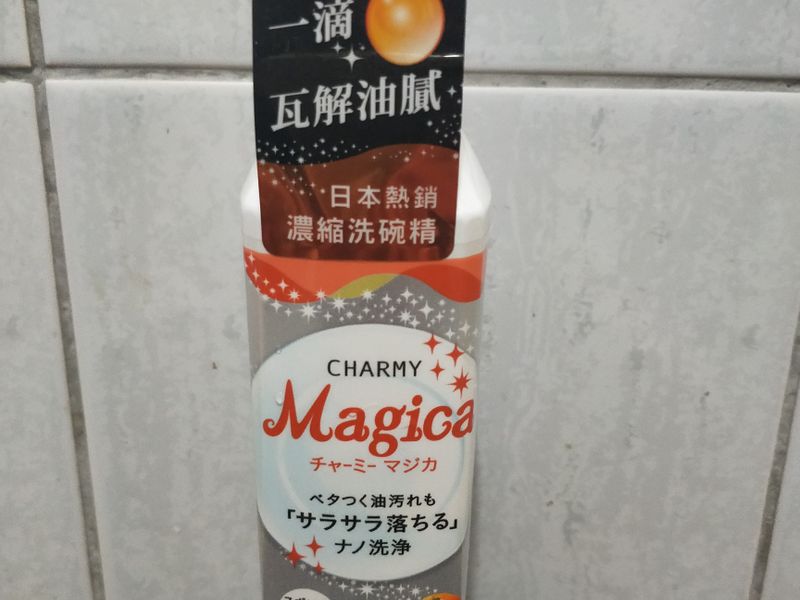 一滴
瓦解油膩
日本熱銷
濃縮洗碗精
CHARMY
Magica
チャーミー マジカ
ベタつく油汚れも
「サラサラ落ちる」
ナノ洗浄